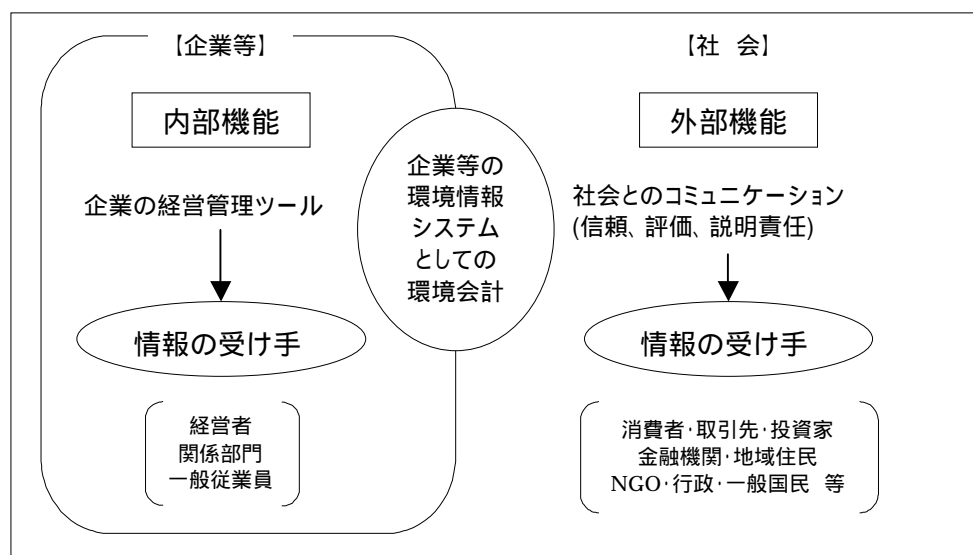 【企業等】
内部機能
企業の経営管理ツール
情報の受け手
経営者
関係部門
一般従業員
企業等の
環境情報
システム
としての
環境会計
【社 会】
外部機能
社会とのコミュニケーション
(信頼、評価、説明責任)
情報の受け手
消費者・取引先・投資家
金融機関・地域住民
NGO・行政・一般国民 等